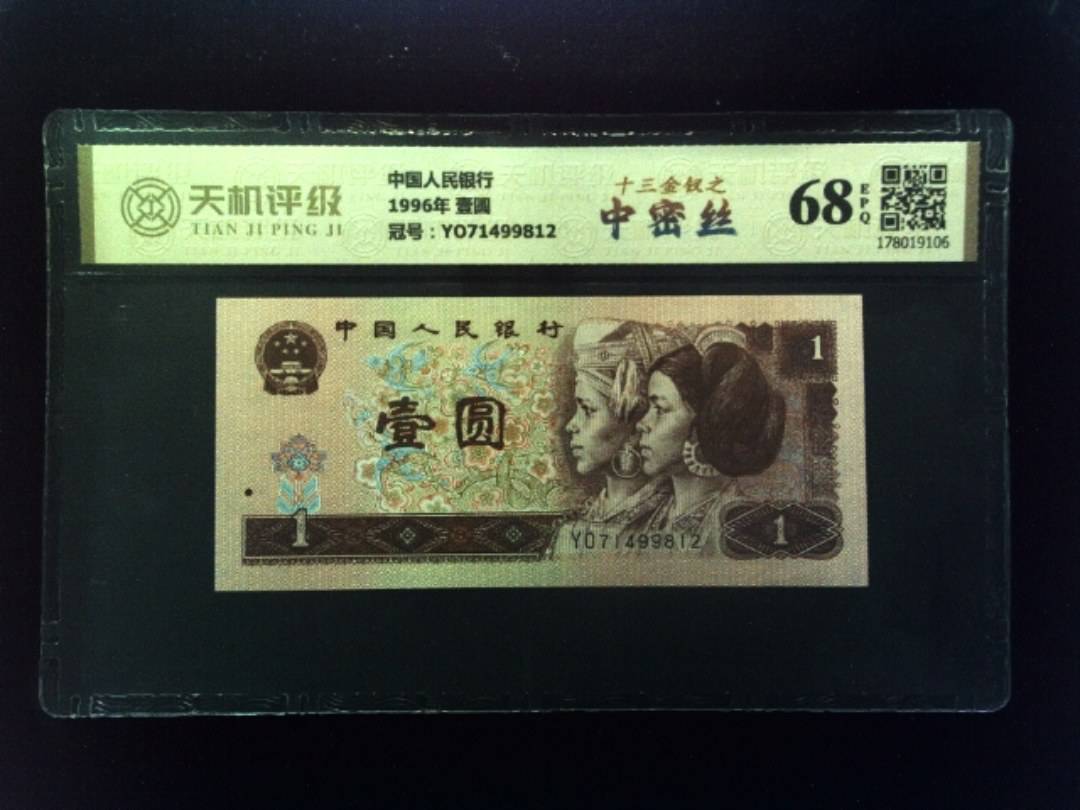 天机评级
TIAN JI PING JI
中国人民银行
1996年 壹圆
冠号：YO71499812
十三金钗之
中密丝
68
EPQ
178019106
中国人民银行
1
壹圆
1
YO71499812
1